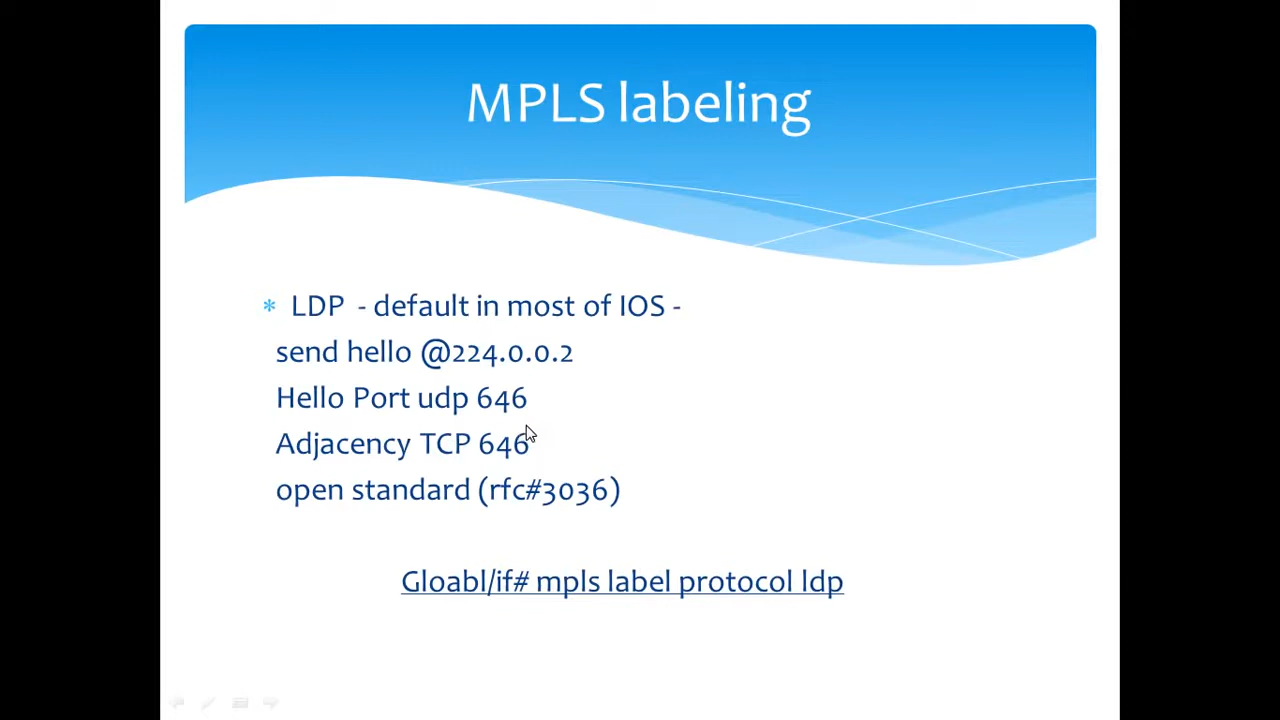 MPLS labeling
* LDP - default in most of IOS -
send hello @224.0.0.2
Hello Port udp 646
Adjacency TCP 646
open standard (rfc#3036)
Gloabl/if# mpls label protocol ldp